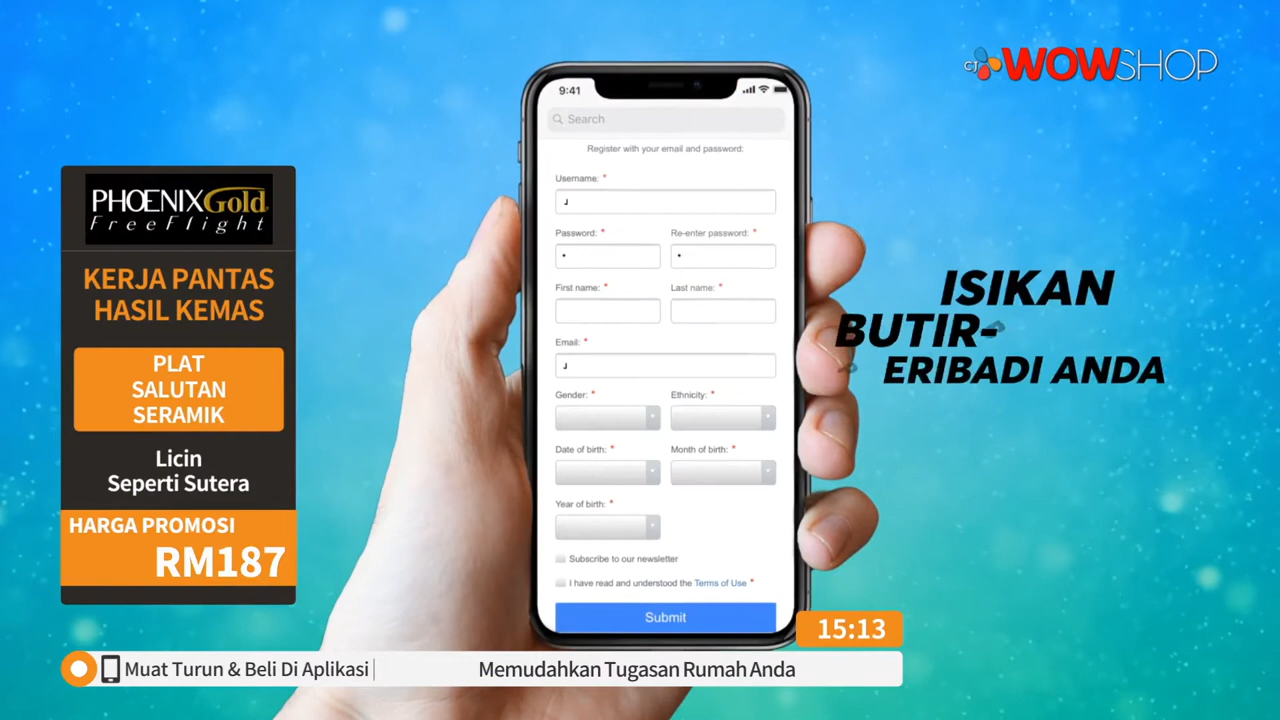 CJ WOWSHOP
PHOENIXGold
FreeFlight
KERJA PANTAS
HASIL KEMAS
PLAT
SALUTAN
SERAMIK
Licin
Seperti Sutera
HARGA PROMOSI
RM187
9:41
Search
Register with your email and password:
Username: *
J
Password: * Re-enter password: *
• •
First name: * Last name: *
Email: *
J
Gender: * Ethnicity: *
Date of birth: * Month of birth: *
Year of birth: *
Subscribe to our newsletter
I have read and understood the Terms of Use *
Submit
ISIKAN
BUTIR-
ERIBADI ANDA
15:13
Muat Turun & Beli Di Aplikasi Memudahkan Tugasan Rumah Anda